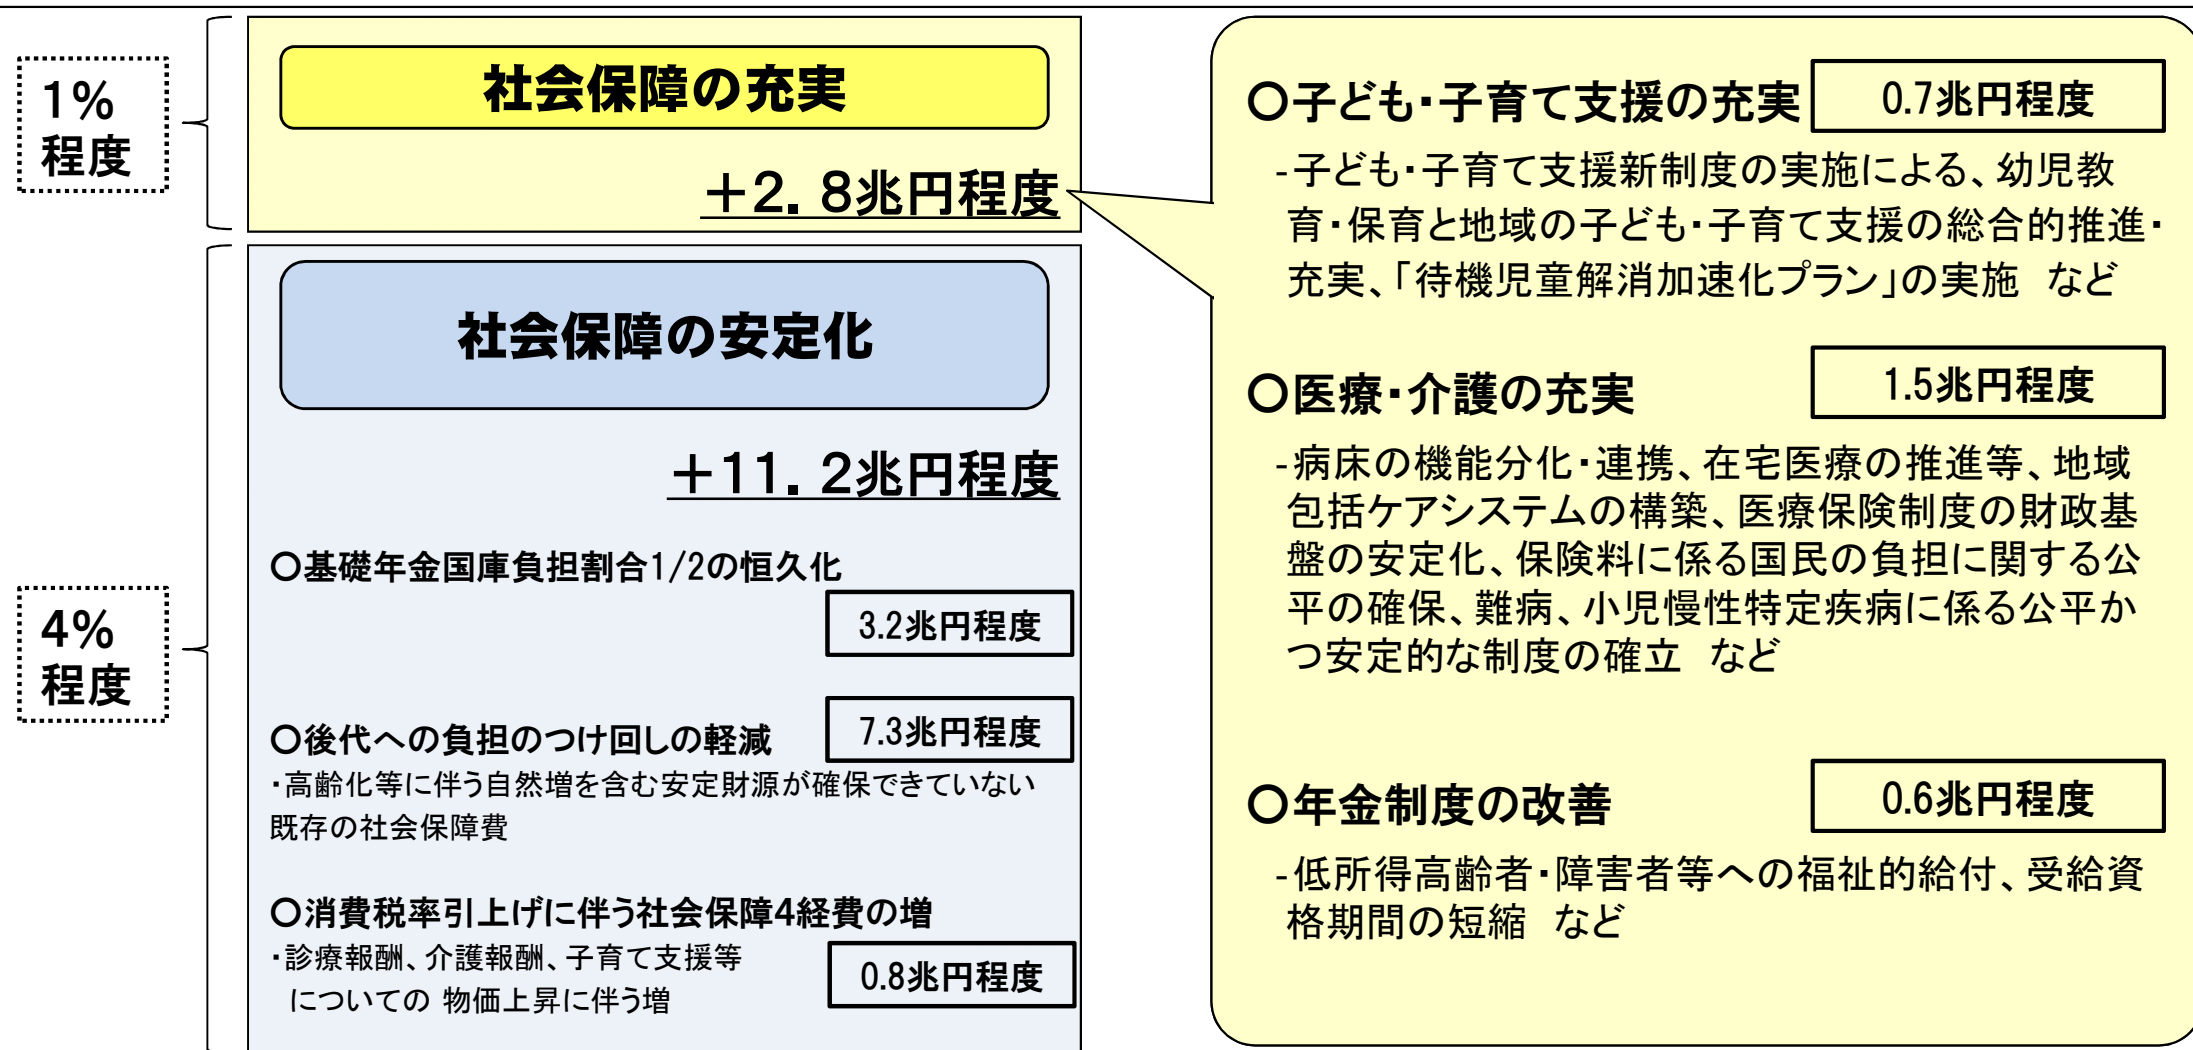 1%
程度
社会保障の充実
＋2．8兆円程度
4%
程度
社会保障の安定化
＋11．2兆円程度
〇基礎年金国庫負担割合1/2の恒久化
3.2兆円程度
〇後代への負担のつけ回しの軽減
7.3兆円程度
・高齢化等に伴う自然増を含む安定財源が確保できていない
既存の社会保障費
〇消費税率引上げに伴う社会保障4経費の増
・診療報酬、介護報酬、子育て支援等
についての 物価上昇に伴う増
0.8兆円程度
〇子ども・子育て支援の充実
0.7兆円程度
-子ども・子育て支援新制度の実施による、幼児教
育・保育と地域の子ども・子育て支援の総合的推進・
充実、「待機児童解消加速化プラン」の実施　など
〇医療・介護の充実
1.5兆円程度
-病床の機能分化・連携、在宅医療の推進等、地域
包括ケアシステムの構築、医療保険制度の財政基
盤の安定化、保険料に係る国民の負担に関する公
平の確保、難病、小児慢性特定疾病に係る公平か
つ安定的な制度の確立　など
〇年金制度の改善
0.6兆円程度
-低所得高齢者・障害者等への福祉的給付、受給資
格期間の短縮　など